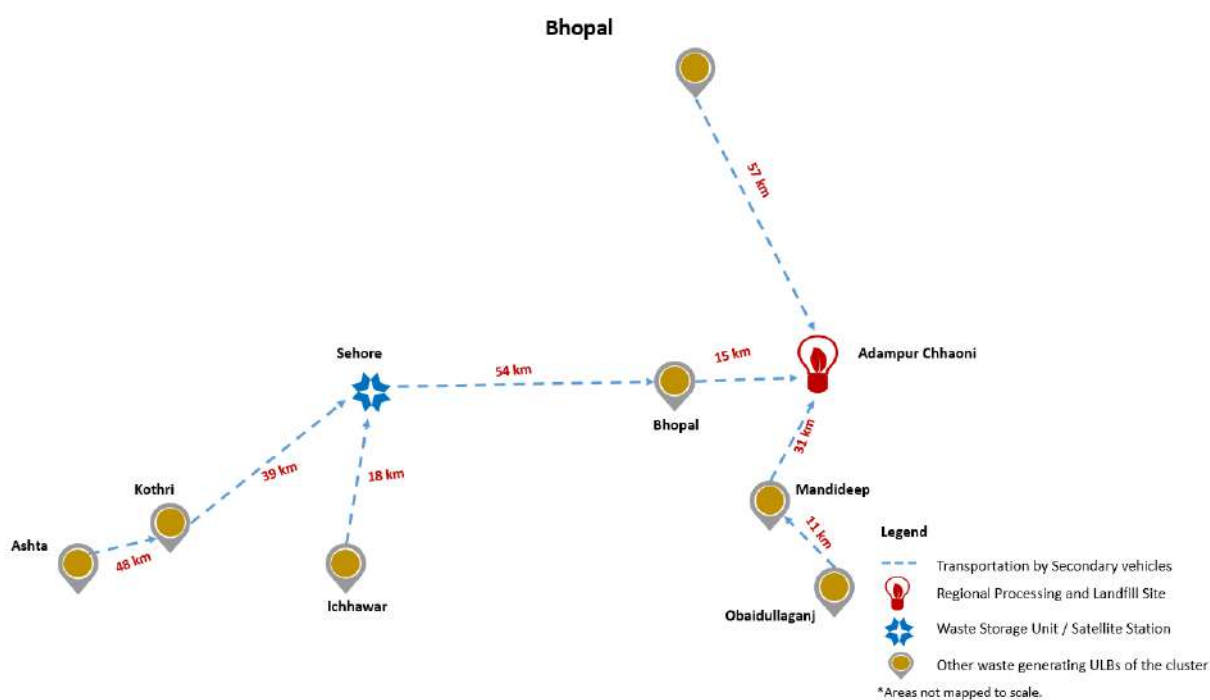 Bhopal
57 km
Sehore
Adampur Chhaoni
54 km
15 km
Bhopal
31 km
39 km
18 km
Kothri
Mandideep
Ashta
48 km
11 km
Ichhawar
Obaidullaganj
Legend
Transportation by Secondary vehicles
Regional Processing and Landfill Site
Waste Storage Unit / Satellite Station
Other waste generating ULBs of the cluster
*Areas not mapped to scale.